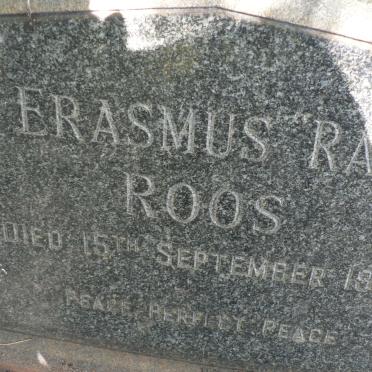 ERASMUS "RA
ROOS
DIED 15TH SEPTEMBER 19
PEACE, PERFECT PEACE